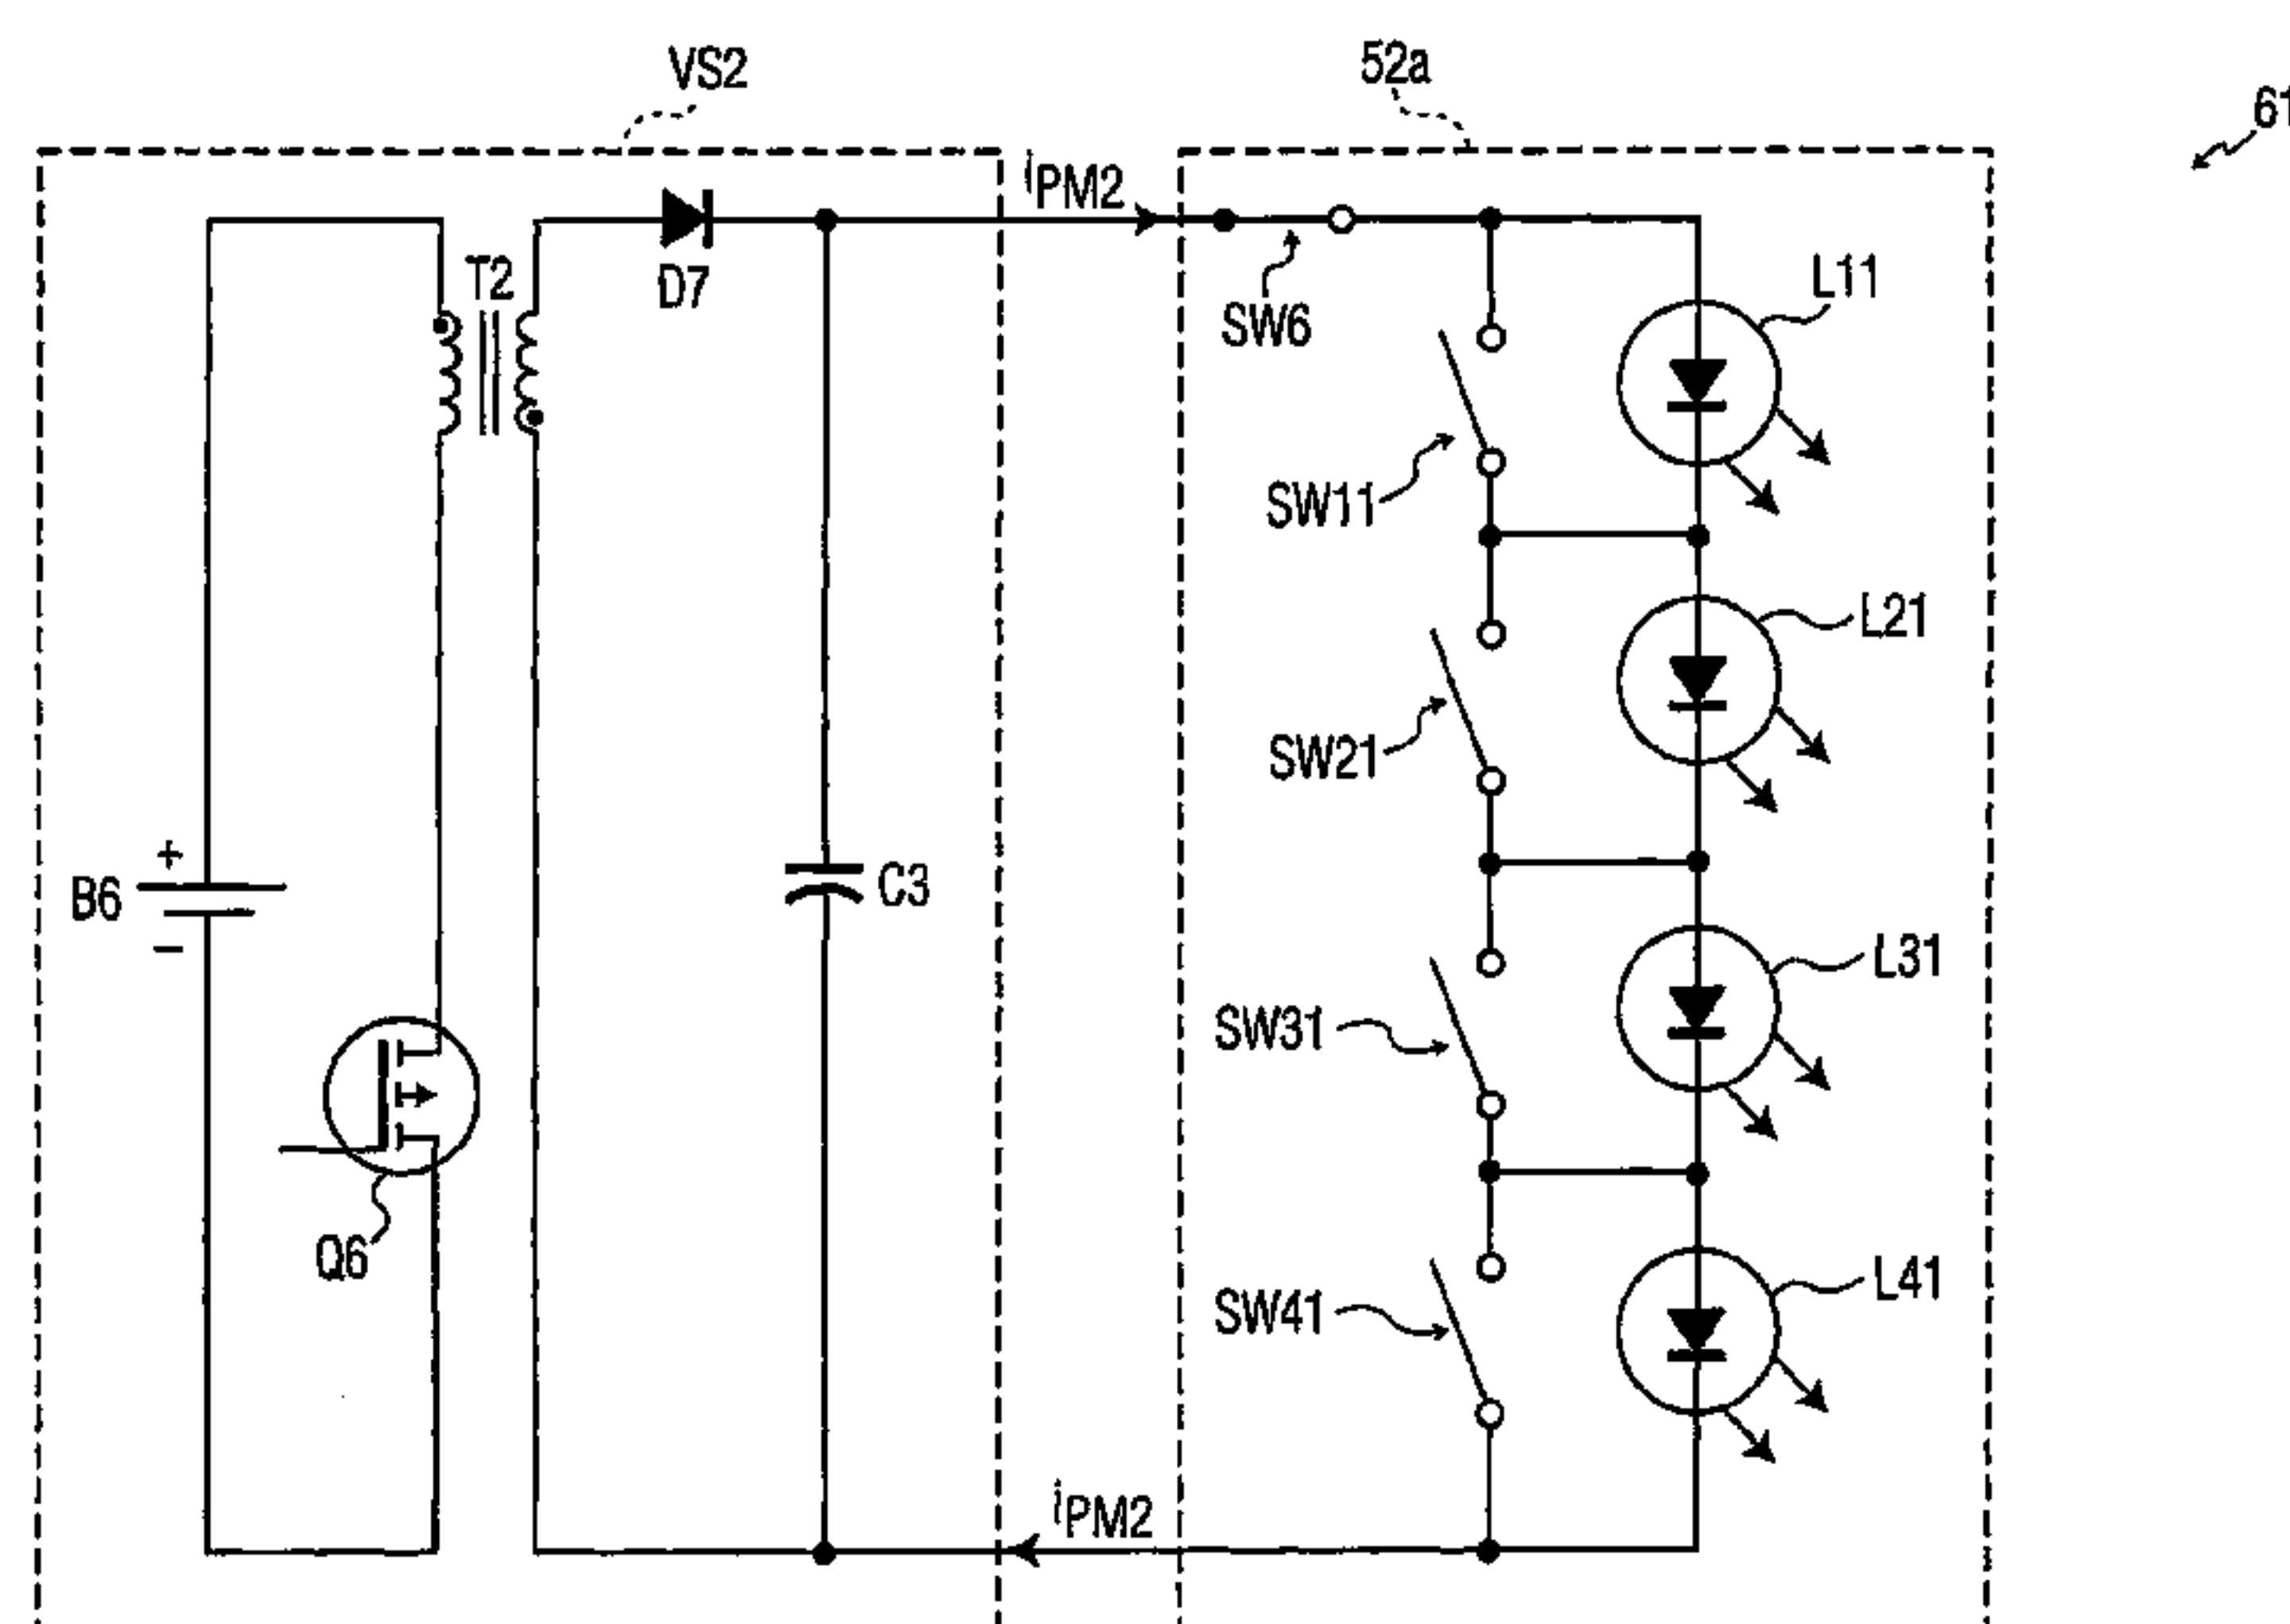 VS2
52a
61
iPM2
T2
D7
SW6
L11
SW11
L21
SW21
+
B6
−
C3
L31
SW31
Q6
L41
SW41
iPM2